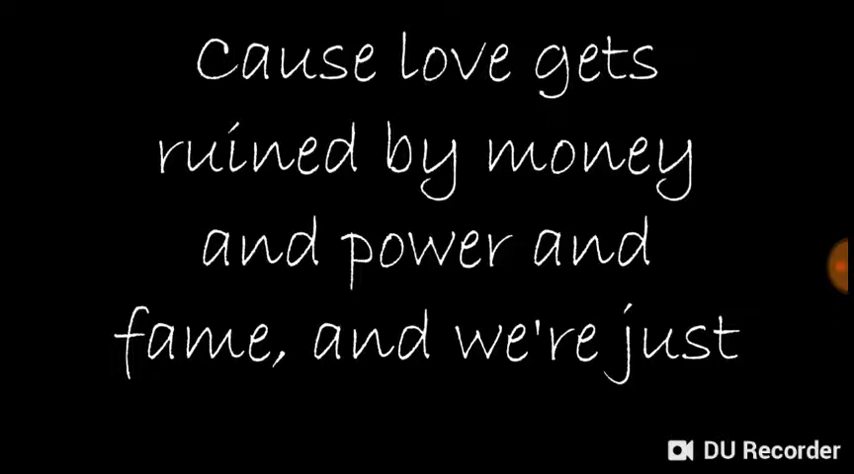 Cause love gets
ruined by money
and power and
fame, and we're just
DU Recorder